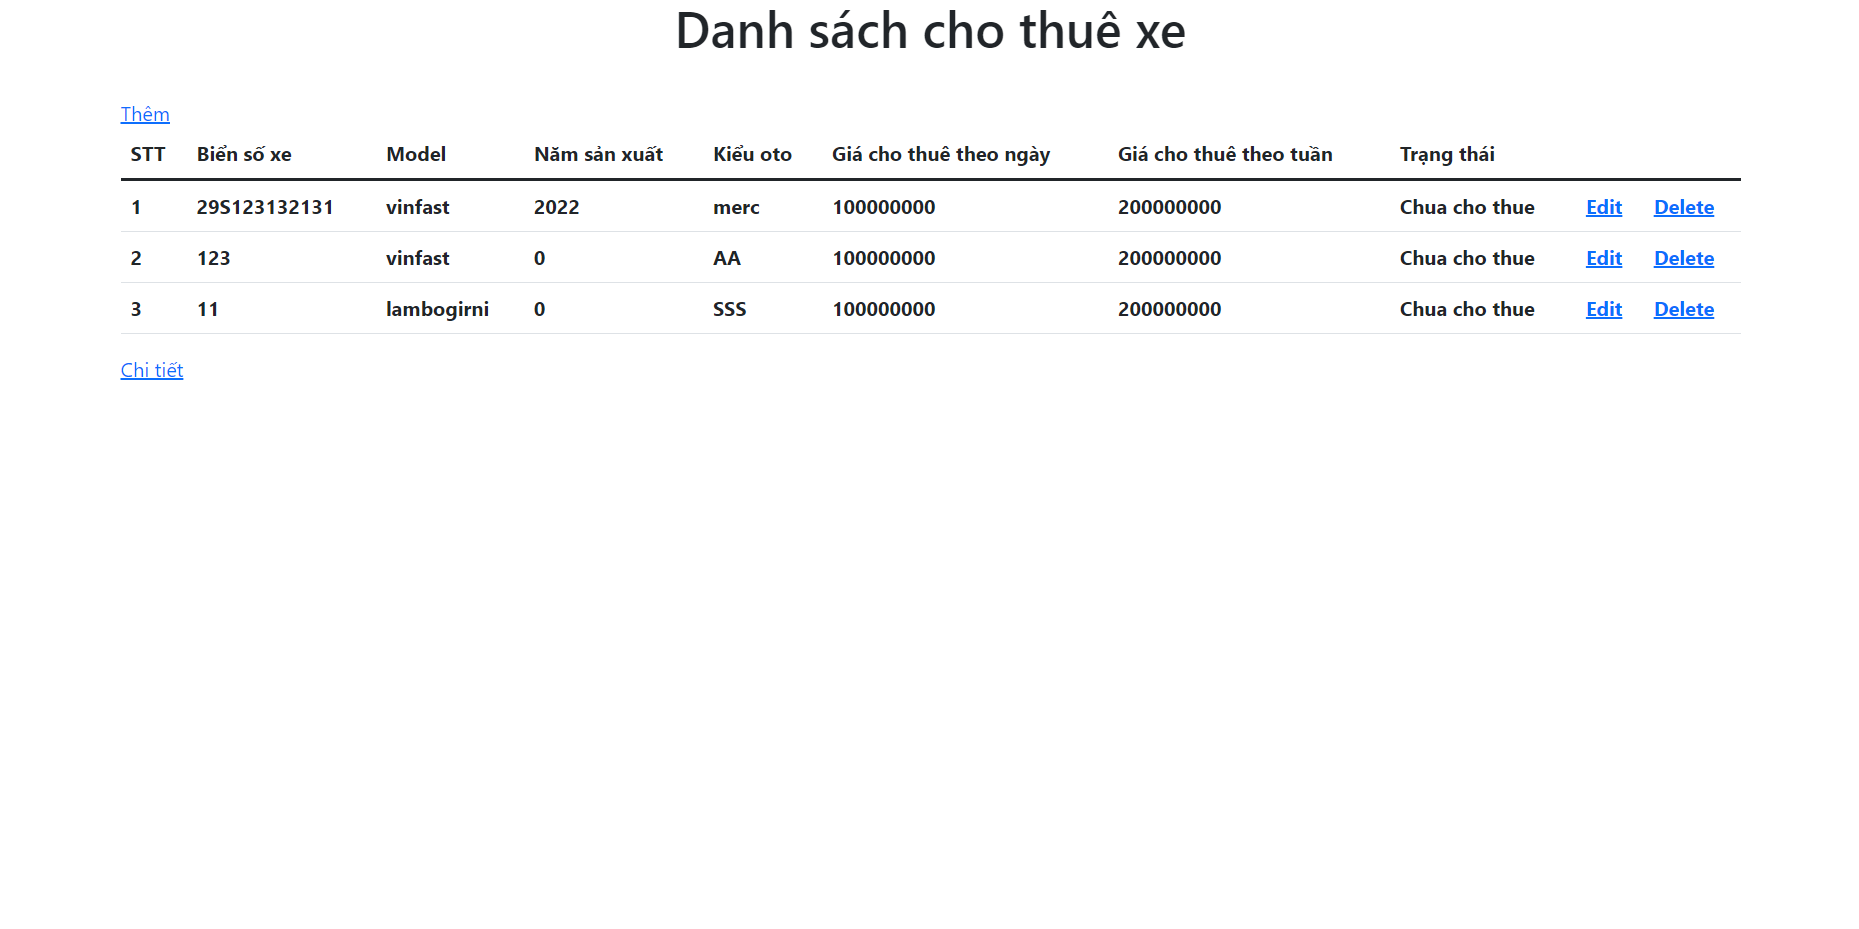 Danh sách cho thuê xe
Thêm
STT Biển số xe Model Năm sản xuất Kiểu oto Giá cho thuê theo ngày Giá cho thuê theo tuần Trạng thái
1 29S123132131 vinfast 2022 merc 100000000 200000000 Chua cho thue Edit Delete
2 123 vinfast 0 AA 100000000 200000000 Chua cho thue Edit Delete
3 11 lambogirni 0 SSS 100000000 200000000 Chua cho thue Edit Delete
Chi tiết